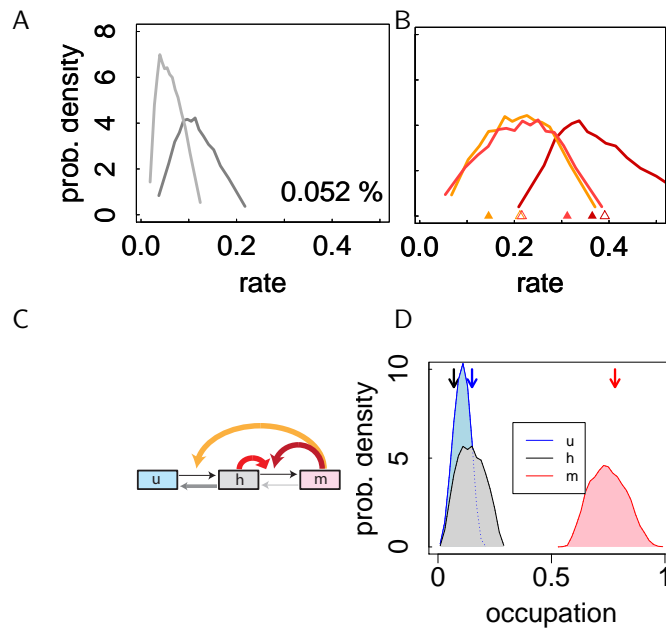 A
B
8
6
4
2
0
prob. density
0.052 %
0.0
0.2
0.4
rate
0.0
0.2
0.4
rate
C
D
u
h
m
10
5
0
prob. density
u
h
m
0
0.5
1
occupation